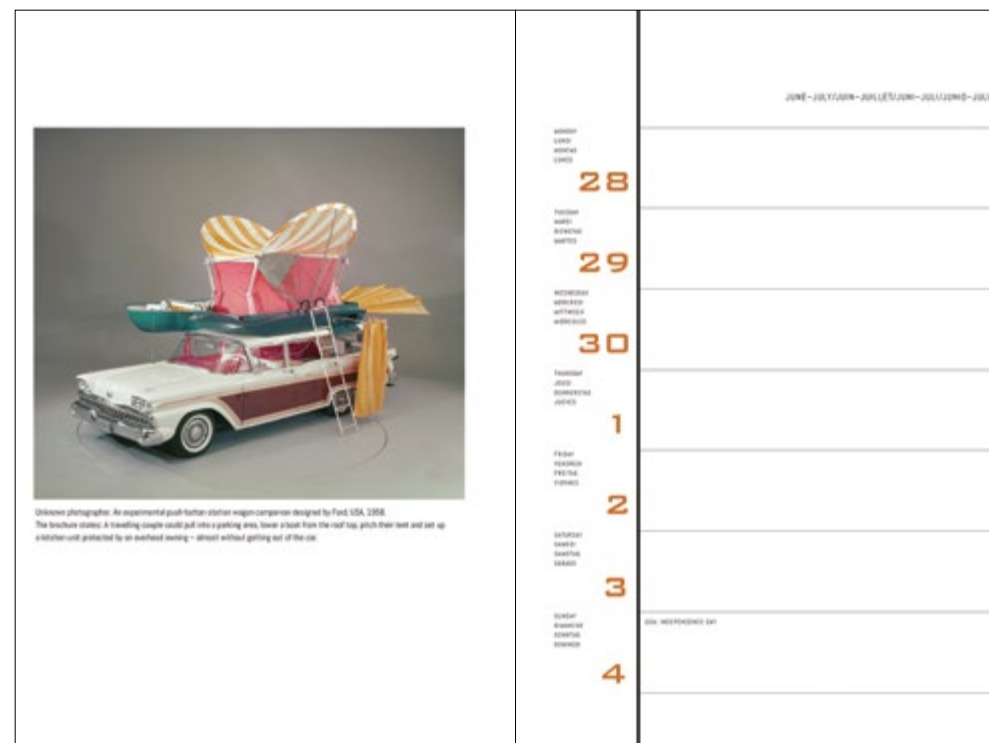 Unknown photographer. An experimental push-button station wagon campervan designed by Ford, USA, 1958.
The brochure states: A travelling couple could pull into a parking area, lower a boat from the roof top, pitch their tent and set up
a kitchen unit protected by an overhead awning – almost without getting out of the car.
JUNE–JULY/JUIN–JUILLET/JUNI–JULI/JUNIO–JULI
MONDAY
LUNDI
MONTAG
LUNES
28
TUESDAY
MARDI
DIENSTAG
MARTES
29
WEDNESDAY
MERCREDI
MITTWOCH
MIÉRCOLES
30
THURSDAY
JEUDI
DONNERSTAG
JUEVES
1
FRIDAY
VENDREDI
FREITAG
VIERNES
2
SATURDAY
SAMEDI
SAMSTAG
SÁBADO
3
SUNDAY
DIMANCHE
SONNTAG
DOMINGO
4
USA: INDEPENDENCE DAY